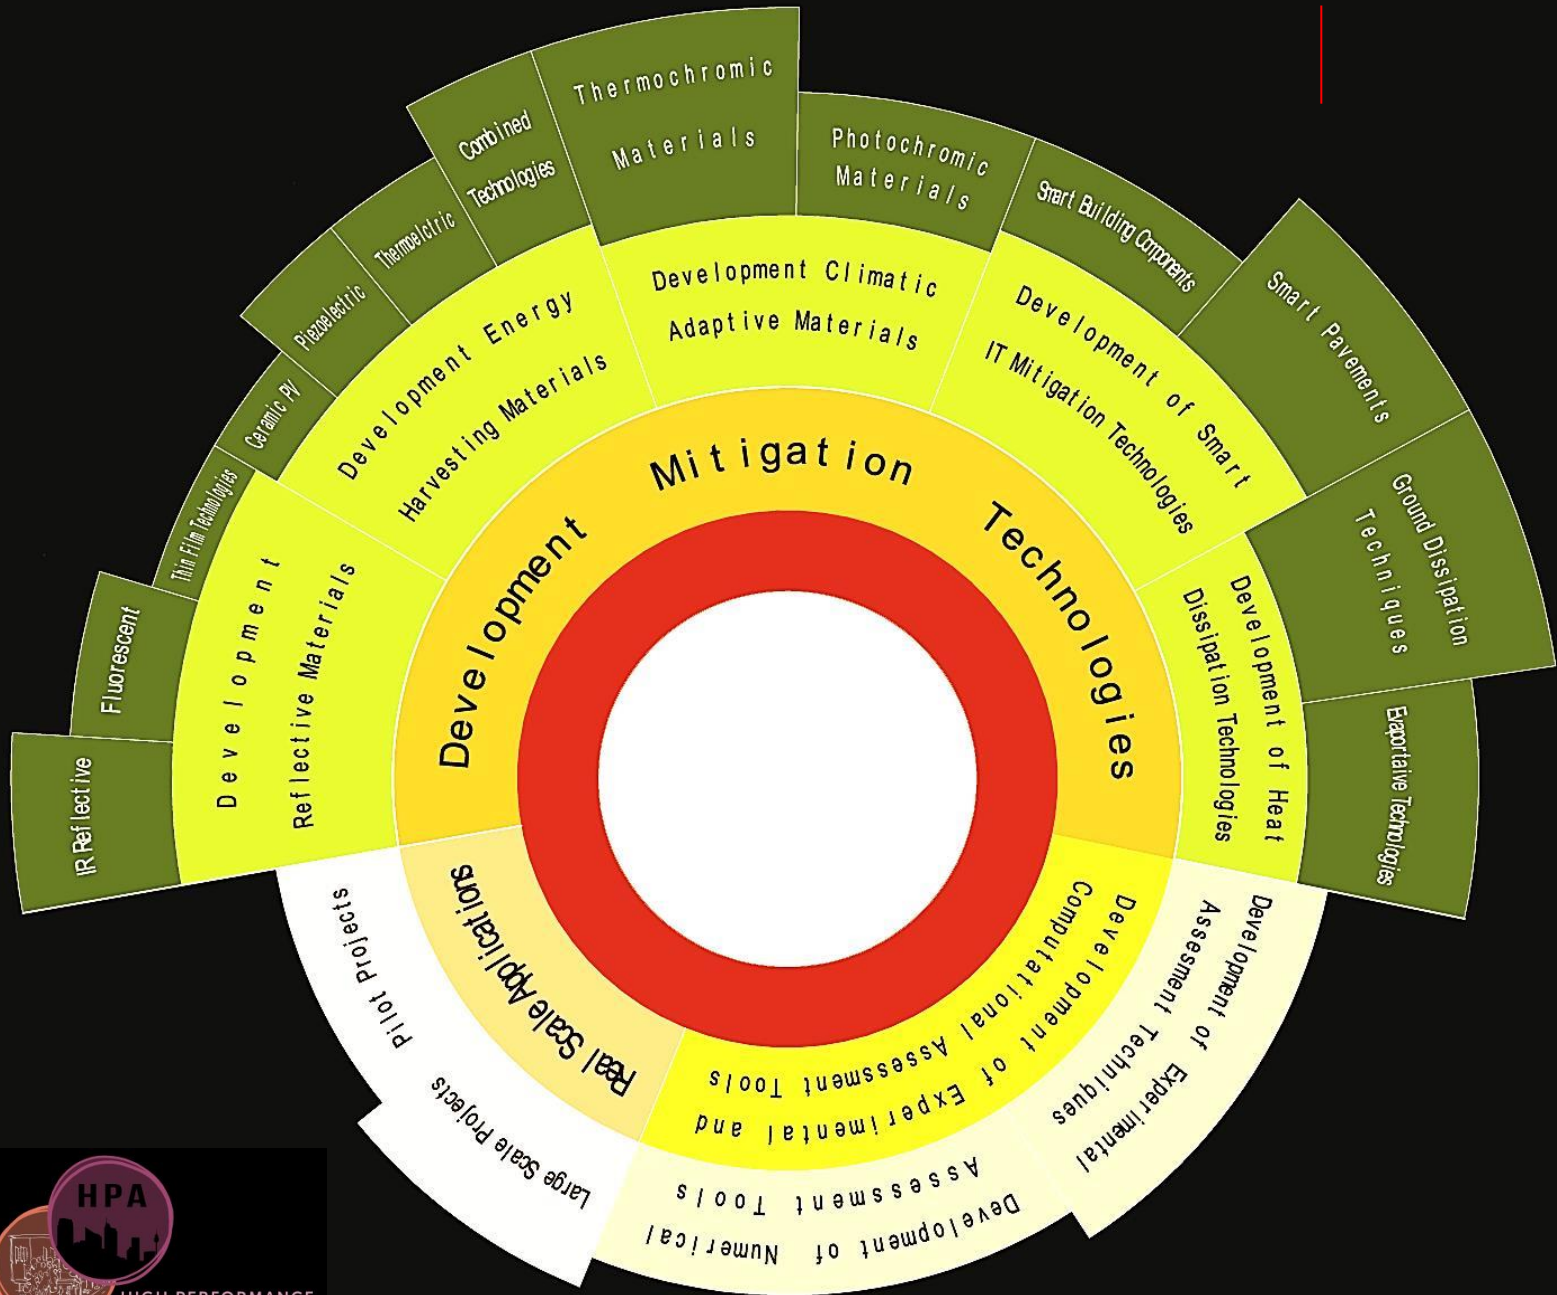 Thermochromic
Materials
Combined
Technologies
Photochromic
Materials
Smart Building Components
Thermoelctric
Piezoelectric
Ceramic PV
Thin Film Technologies
Fluorescent
IR Reflective
Smart Pavements
Ground Dissipation
Techniques
Evaportaive Technologies
Development Climatic
Adaptive Materials
Development Energy
Harvesting Materials
Development of Smart
IT Mitigation Technologies
Development
Reflective Materials
Development of Heat
Dissipation Technologies
Development Mitigation Technologies
Real Scale Applications
Pilot Projects
Large Scale Projects
Development of Experimental and
Computational Assessment Tools
Development of Experimental
Assessment Techniques
Development of Numerical
Assessment Tools
HPA
HIGH PERFORMANCE